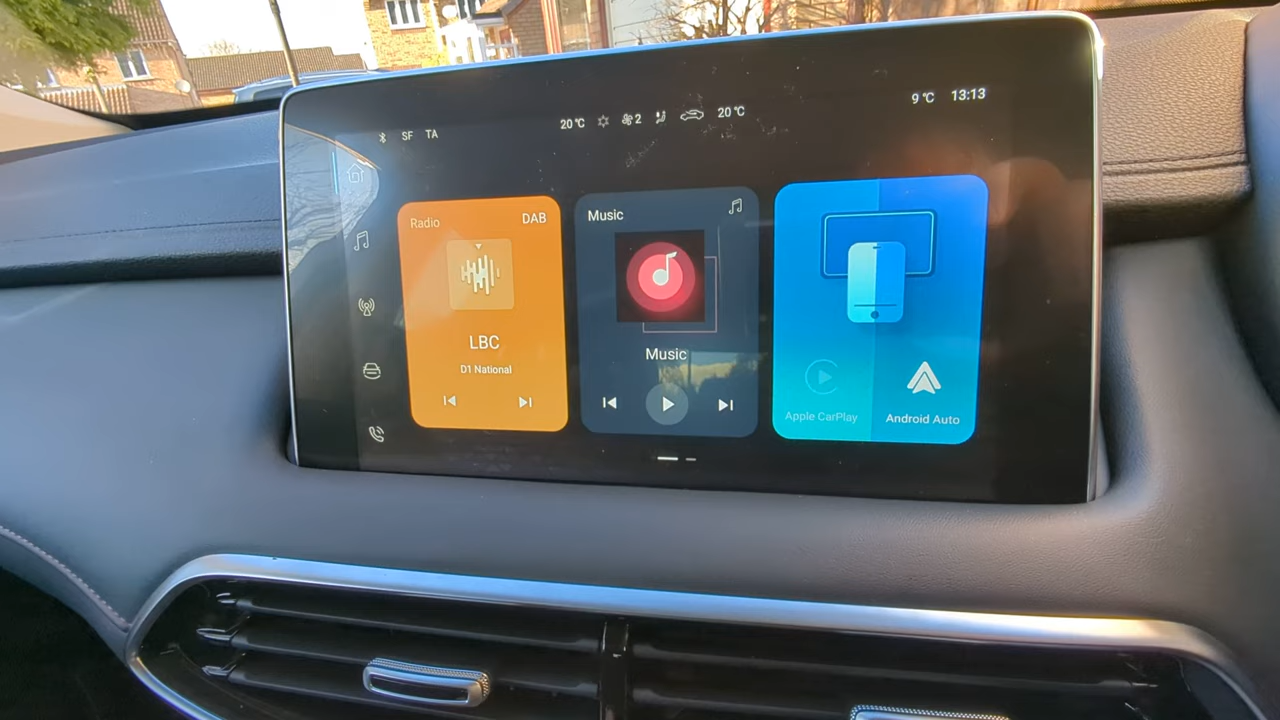 SF TA
20°C 2 20°C
9°C 13:13
Radio DAB
LBC
D1 National
Music
Music
Apple CarPlay
Android Auto